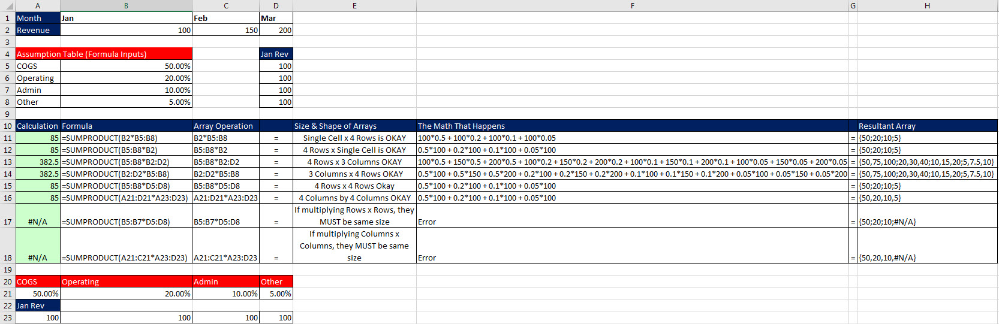 A B C D E F G H
1 Month Jan Feb Mar
2 Revenue 100 150 200
3
4 Assumption Table (Formula Inputs) Jan Rev
5 COGS 50.00% 100
6 Operating 20.00% 100
7 Admin 10.00% 100
8 Other 5.00% 100
9
10 Calculation Formula Array Operation Size & Shape of Arrays The Math That Happens Resultant Array
11 85 =SUMPRODUCT(B2*B5:B8) B2*B5:B8 = Single Cell x 4 Rows is OKAY 100*0.5 + 100*0.2 + 100*0.1 + 100*0.05 = {50;20;10;5}
12 85 =SUMPRODUCT(B5:B8*B2) B5:B8*B2 = 4 Rows x Single Cell is OKAY 0.5*100 + 0.2*100 + 0.1*100 + 0.05*100 = {50;20;10;5}
13 382.5 =SUMPRODUCT(B5:B8*B2:D2) B5:B8*B2:D2 = 4 Rows x 3 Columns OKAY 100*0.5 + 150*0.5 + 200*0.5 + 100*0.2 + 150*0.2 + 200*0.2 + 100*0.1 + 150*0.1 + 200*0.1 + 100*0.05 + 150*0.05 + 200*0.05 = {50,75,100;20,30,40;10,15,20;5,7.5,10}
14 382.5 =SUMPRODUCT(B2:D2*B5:B8) B2:D2*B5:B8 = 3 Columns x 4 Rows OKAY 0.5*100 + 0.5*150 + 0.5*200 + 0.2*100 + 0.2*150 + 0.2*200 + 0.1*100 + 0.1*150 + 0.1*200 + 0.05*100 + 0.05*150 + 0.05*200 = {50,75,100;20,30,40;10,15,20;5,7.5,10}
15 85 =SUMPRODUCT(B5:B8*D5:D8) B5:B8*D5:D8 = 4 Rows x 4 Rows Okay 0.5*100 + 0.2*100 + 0.1*100 + 0.05*100 = {50;20;10;5}
16 85 =SUMPRODUCT(A21:D21*A23:D23) A21:D21*A23:D23 = 4 Columns by 4 Columns OKAY 0.5*100 + 0.2*100 + 0.1*100 + 0.05*100 = {50,20,10,5}
If multiplying Rows x Rows, they
17 #N/A =SUMPRODUCT(B5:B7*D5:D8) B5:B7*D5:D8 = MUST be same size Error = {50;20;10;#N/A}
If multiplying Columns x
Columns, they MUST be same
18 #N/A =SUMPRODUCT(A21:C21*A23:D23) A21:C21*A23:D23 = size Error = {50,20,10,#N/A}
19
20 COGS Operating Admin Other
21 50.00% 20.00% 10.00% 5.00%
22 Jan Rev
23 100 100 100 100